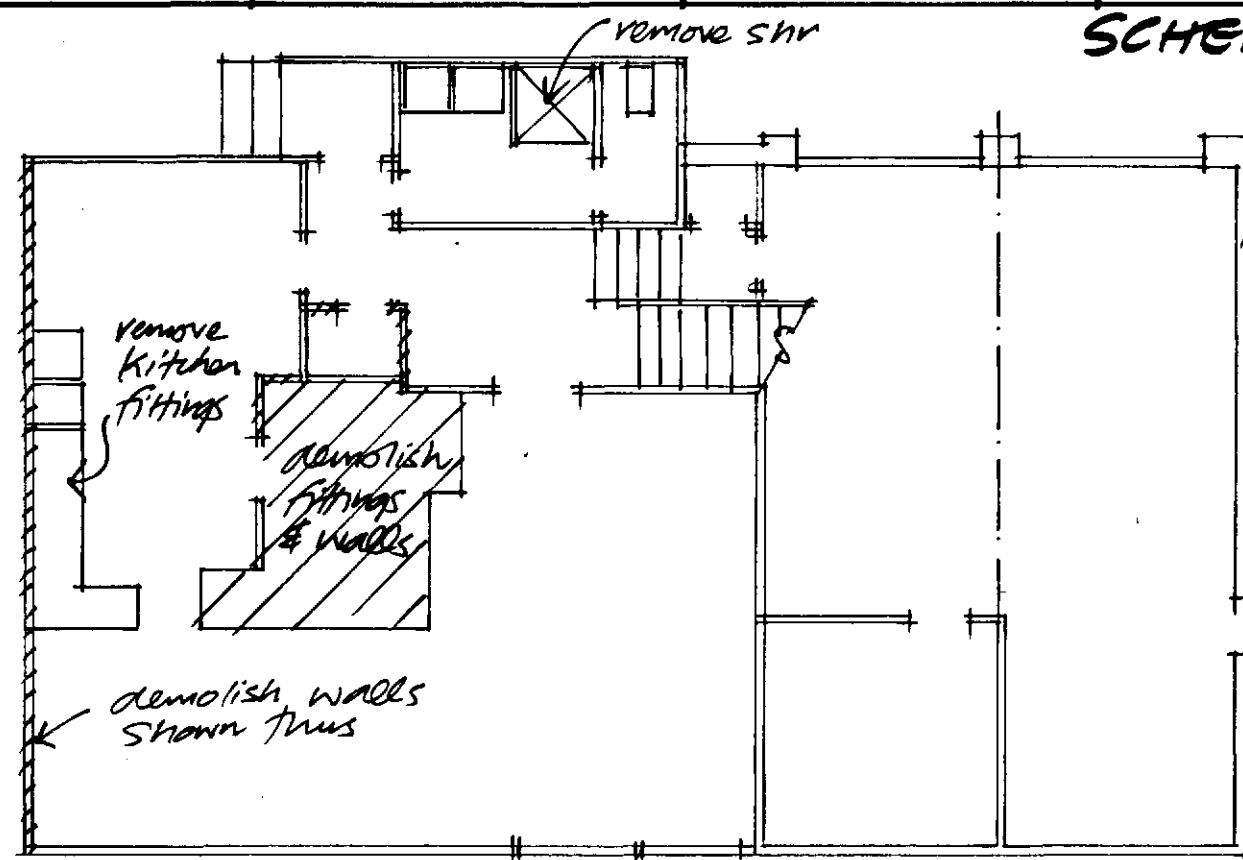 remove shr
SCHE
remove
kitchen
fittings
demolish
fittings
& walls
demolish walls
shown thus